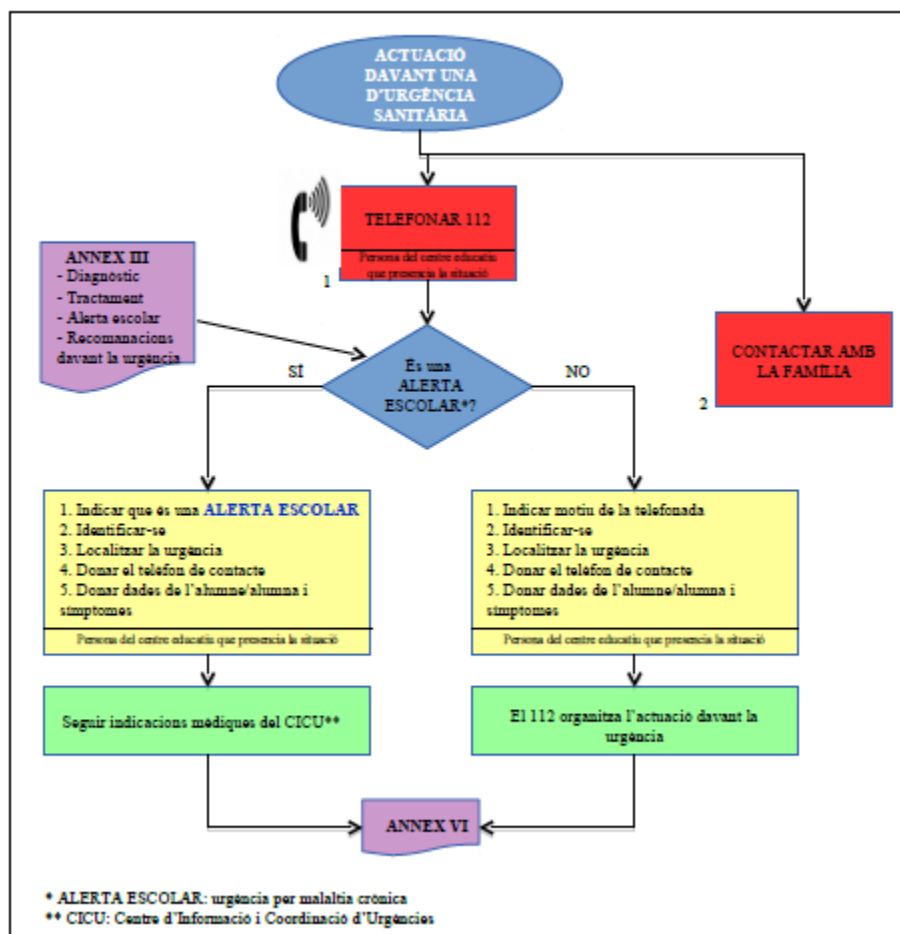 ACTUACIÓ
DAVANT UNA
D'URGÈNCIA
SANITÀRIA
TELEFONAR 112
Persona del centre educatiu
que presencia la situació
1
ANNEX III
- Diagnòstic
- Tractament
- Alerta escolar
- Recomanacions
davant la urgència
CONTACTAR AMB
LA FAMÍLIA
2
És una
ALERTA
ESCOLAR*?
SÍ
NO
1. Indicar que és una ALERTA ESCOLAR
2. Identificar-se
3. Localitzar la urgència
4. Donar el telèfon de contacte
5. Donar dades de l'alumne/alumna i
símptomes
Persona del centre educatiu que presencia la situació
1. Indicar motiu de la telefonada
2. Identificar-se
3. Localitzar la urgència
4. Donar el telèfon de contacte
5. Donar dades de l'alumne/alumna i
símptomes
Persona del centre educatiu que presencia la situació
Seguir indicacions mèdiques del CICU**
El 112 organitza l'actuació davant la
urgència
ANNEX VI
* ALERTA ESCOLAR: urgència per malaltia crònica
** CICU: Centre d'Informació i Coordinació d'Urgències